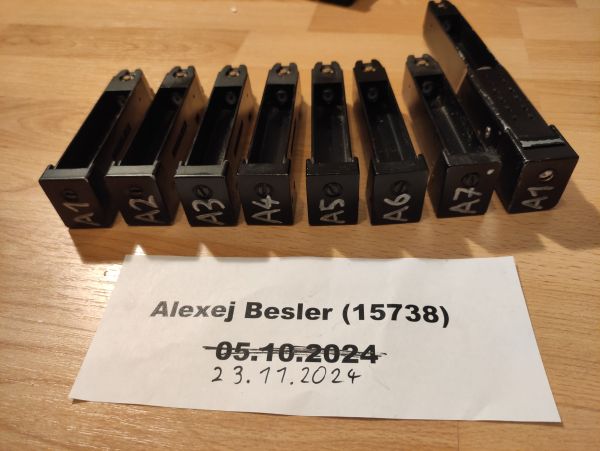 A1 A2 A3 A4 A5 A6 A7 A1
Alexej Besler (15738)
05.10.2024
23.11.2024